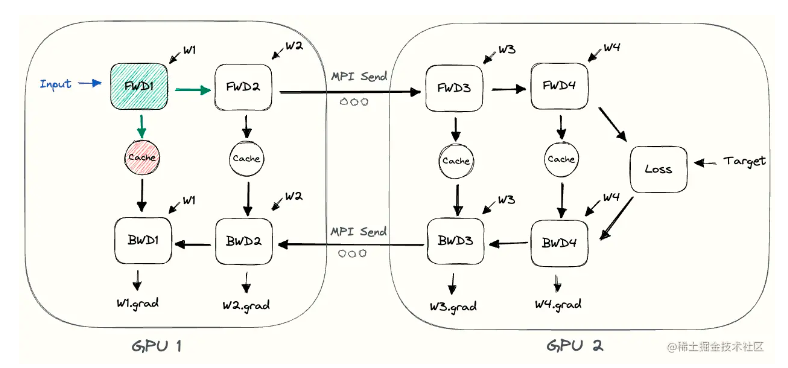 W1
W2
W3
W4
Input
FWD1
FWD2
MPI Send
FWD3
FWD4
Cache
Cache
Cache
Cache
Loss
Target
W1
W2
W3
W4
BWD1
BWD2
MPI Send
BWD3
BWD4
W1.grad
W2.grad
W3.grad
W4.grad
GPU 1
GPU 2
@稀土掘金技术社区